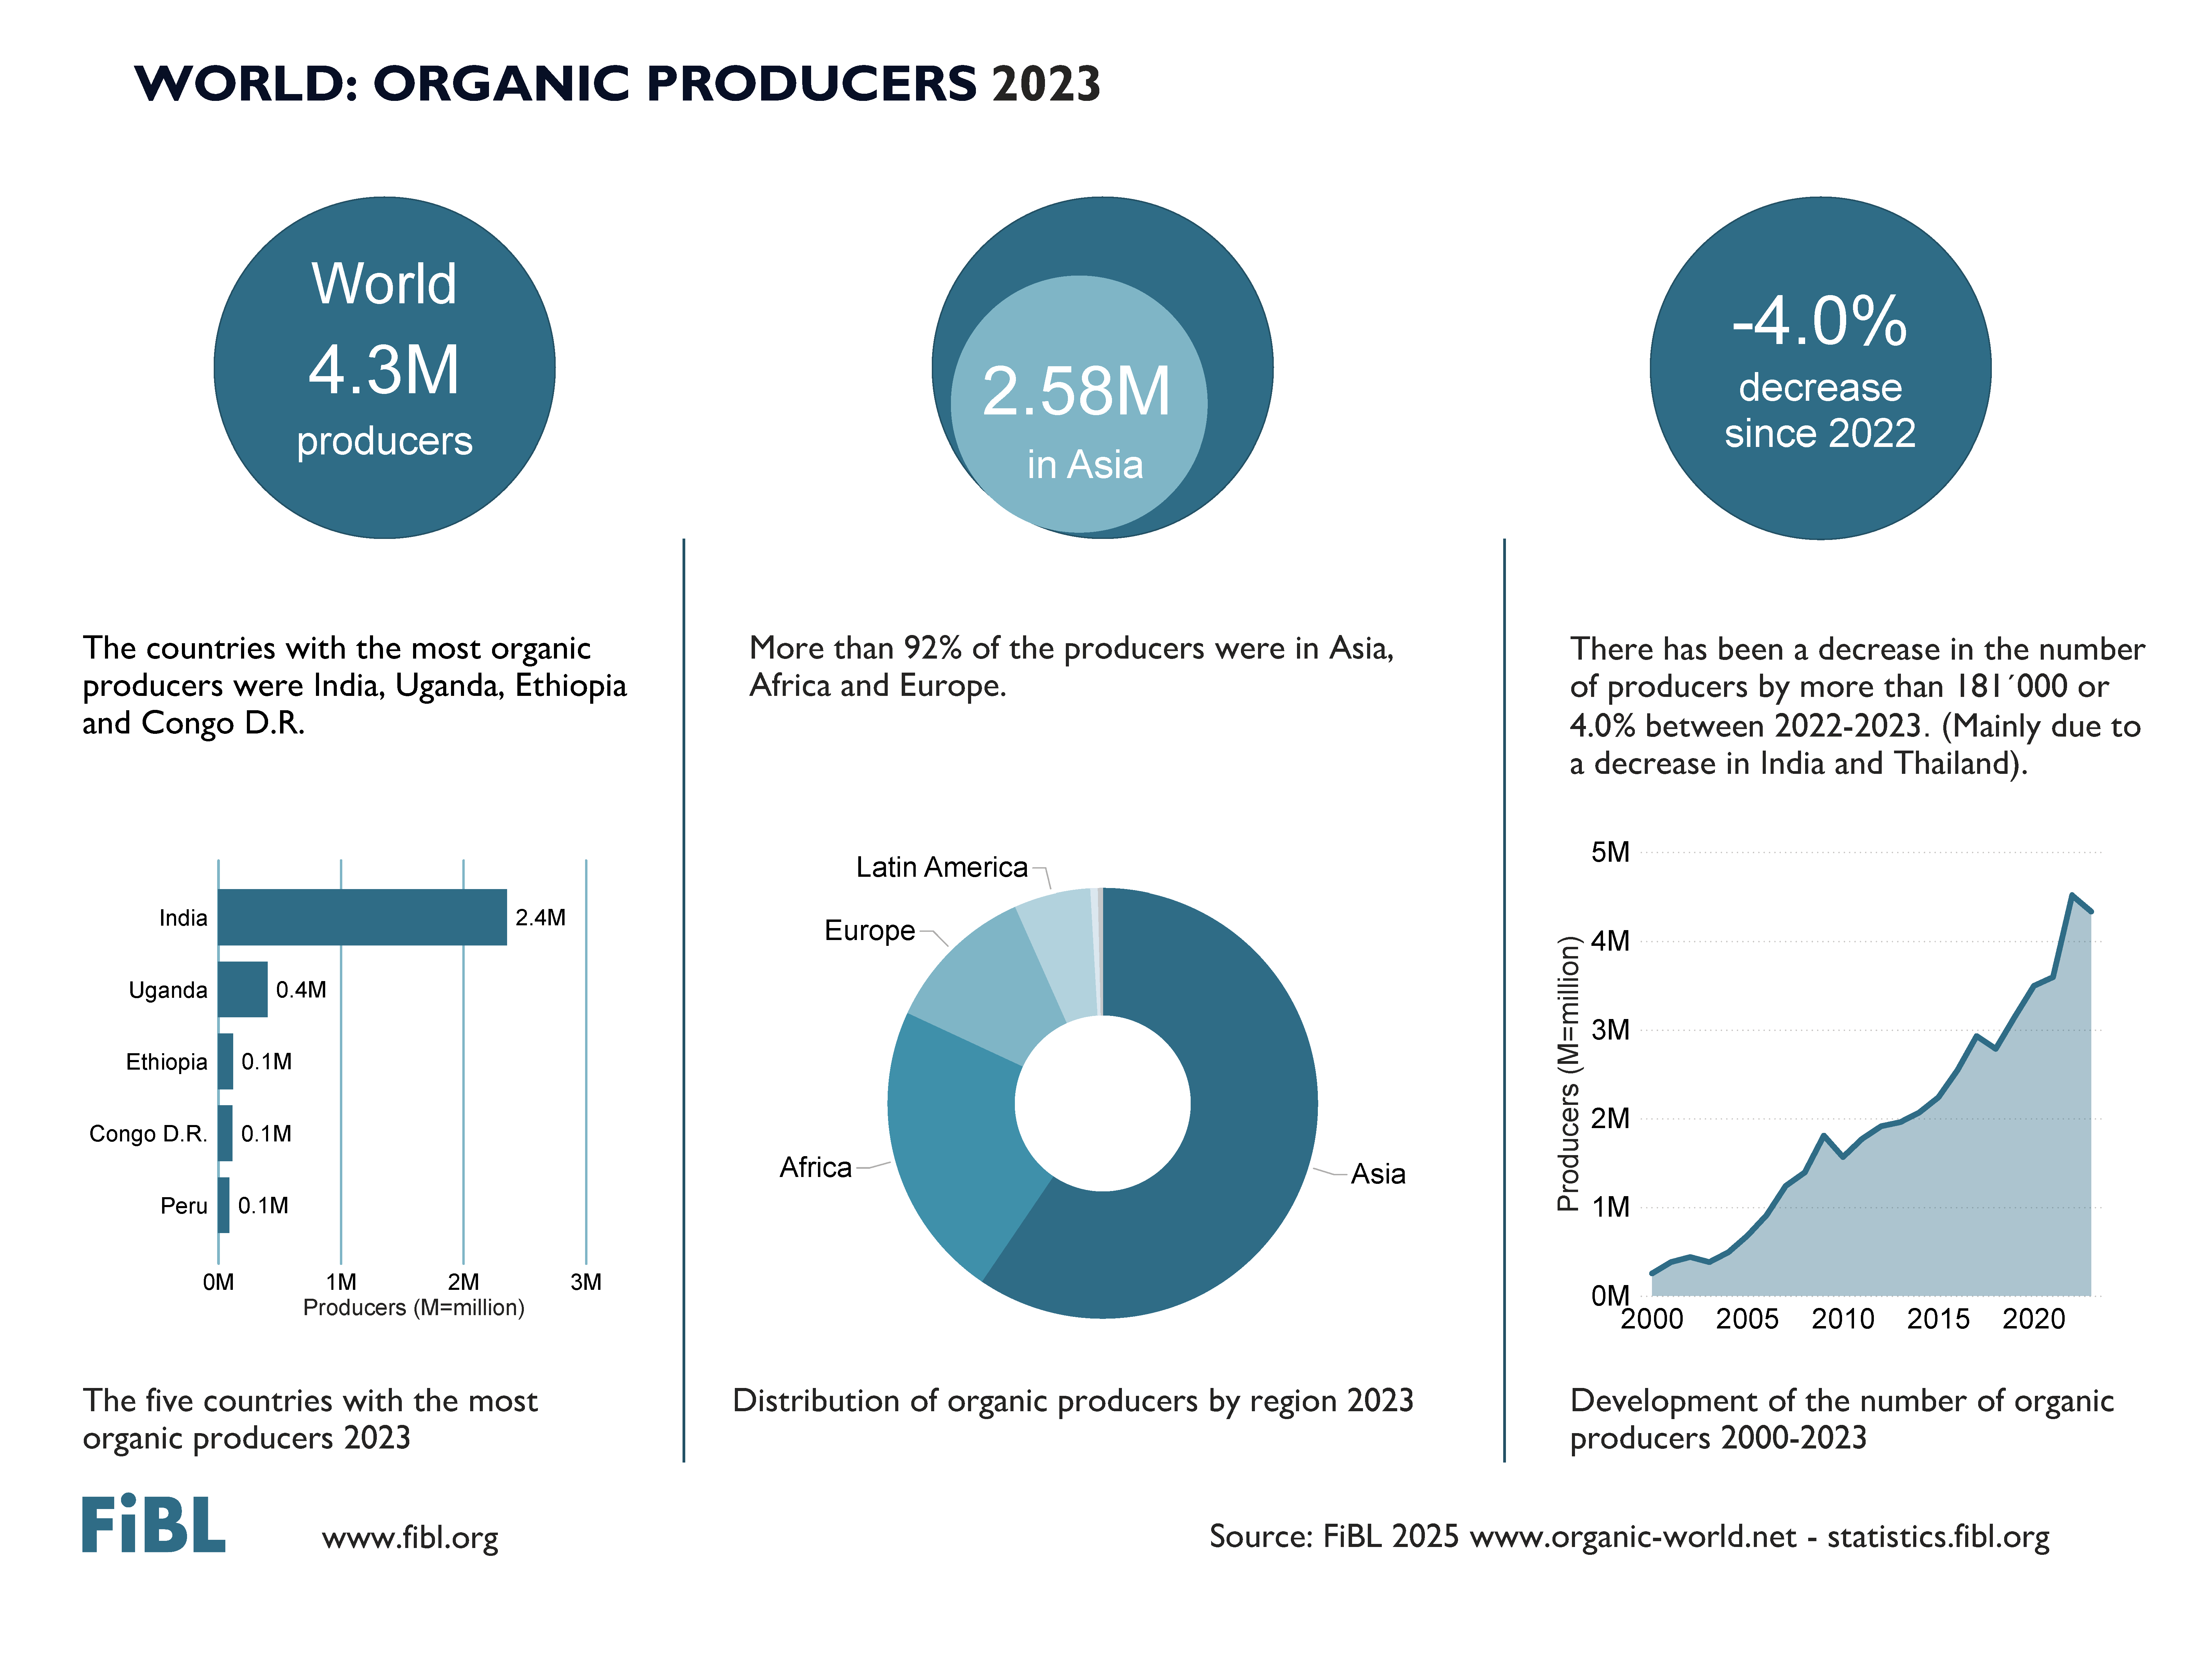 WORLD: ORGANIC PRODUCERS 2023
World
4.3M
producers
2.58M
in Asia
-4.0%
decrease
since 2022
The countries with the most organic
producers were India, Uganda, Ethiopia
and Congo D.R.
More than 92% of the producers were in Asia,
Africa and Europe.
There has been a decrease in the number
of producers by more than 181´000 or
4.0% between 2022-2023. (Mainly due to
a decrease in India and Thailand).
India
2.4M
Uganda
0.4M
Ethiopia
0.1M
Congo D.R.
0.1M
Peru
0.1M
0M 1M 2M 3M
Producers (M=million)
Latin America
Europe
Africa
Asia
5M
4M
3M
2M
1M
0M
Producers (M=million)
2000 2005 2010 2015 2020
The five countries with the most
organic producers 2023
Distribution of organic producers by region 2023
Development of the number of organic
producers 2000-2023
FiBL
www.fibl.org
Source: FiBL 2025 www.organic-world.net - statistics.fibl.org